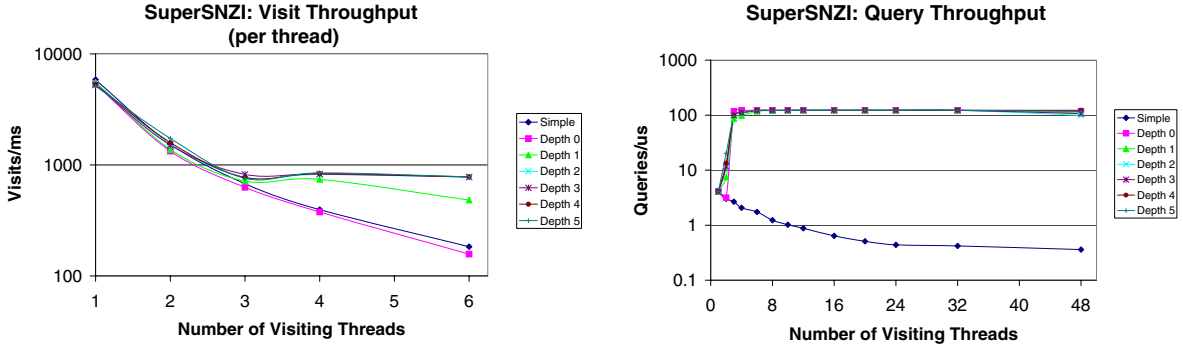 SuperSNZI: Visit Throughput
(per thread)
10000
1000
100
Visits/ms
1 2 3 4 5 6
Number of Visiting Threads
Simple
Depth 0
Depth 1
Depth 2
Depth 3
Depth 4
Depth 5
SuperSNZI: Query Throughput
1000
100
10
1
0.1
Queries/us
0 8 16 24 32 40 48
Number of Visiting Threads
Simple
Depth 0
Depth 1
Depth 2
Depth 3
Depth 4
Depth 5